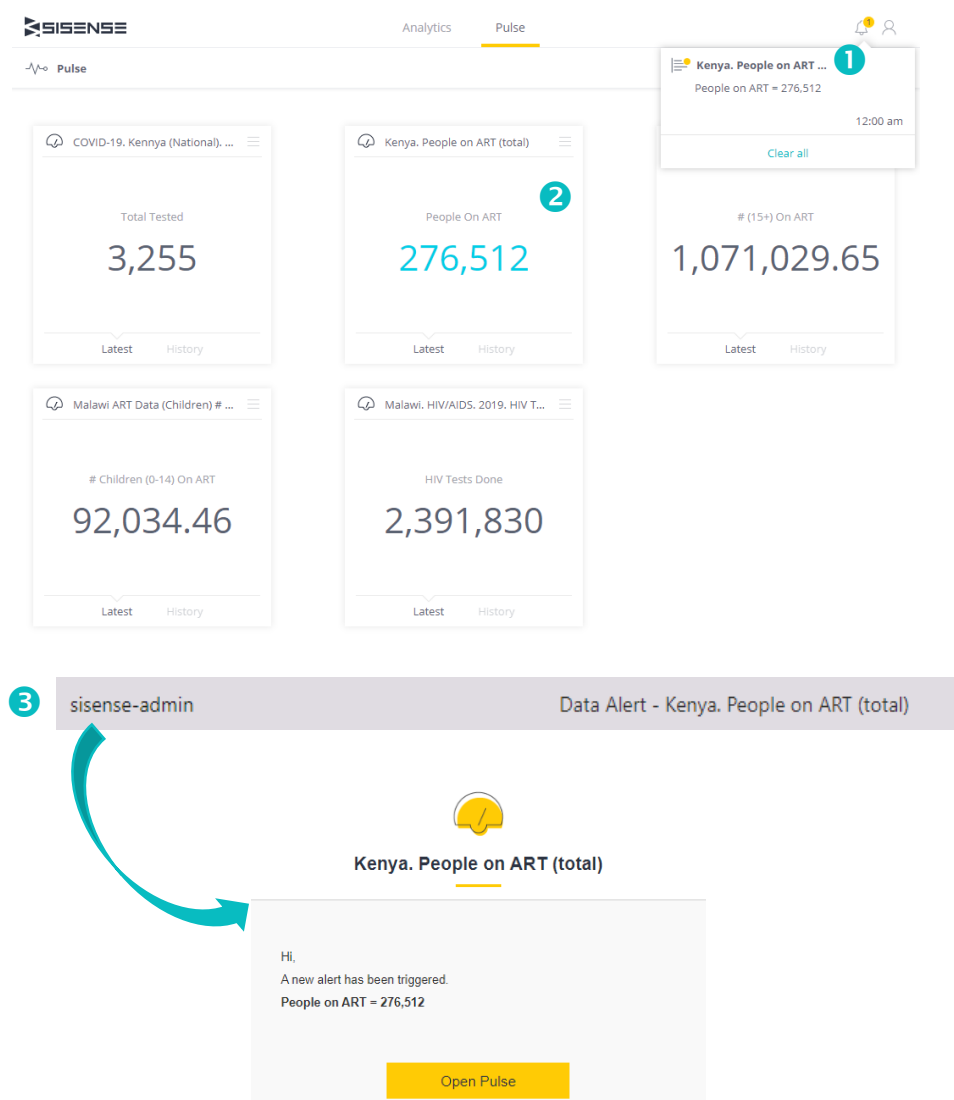 SISENSE
Analytics
Pulse
1
Pulse
1
Kenya. People on ART ...
People on ART = 276,512
12:00 am
Clear all
COVID-19. Kennya (National). ...
Total Tested
3,255
Latest
History
Kenya. People on ART (total)
2
People On ART
276,512
Latest
History
# (15+) On ART
1,071,029.65
Latest
History
Malawi ART Data (Children) # ...
# Children (0-14) On ART
92,034.46
Latest
History
Malawi. HIV/AIDS. 2019. HIV T...
HIV Tests Done
2,391,830
Latest
History
3
sisense-admin
Data Alert - Kenya. People on ART (total)
Kenya. People on ART (total)
Hi,
A new alert has been triggered.
People on ART = 276,512
Open Pulse